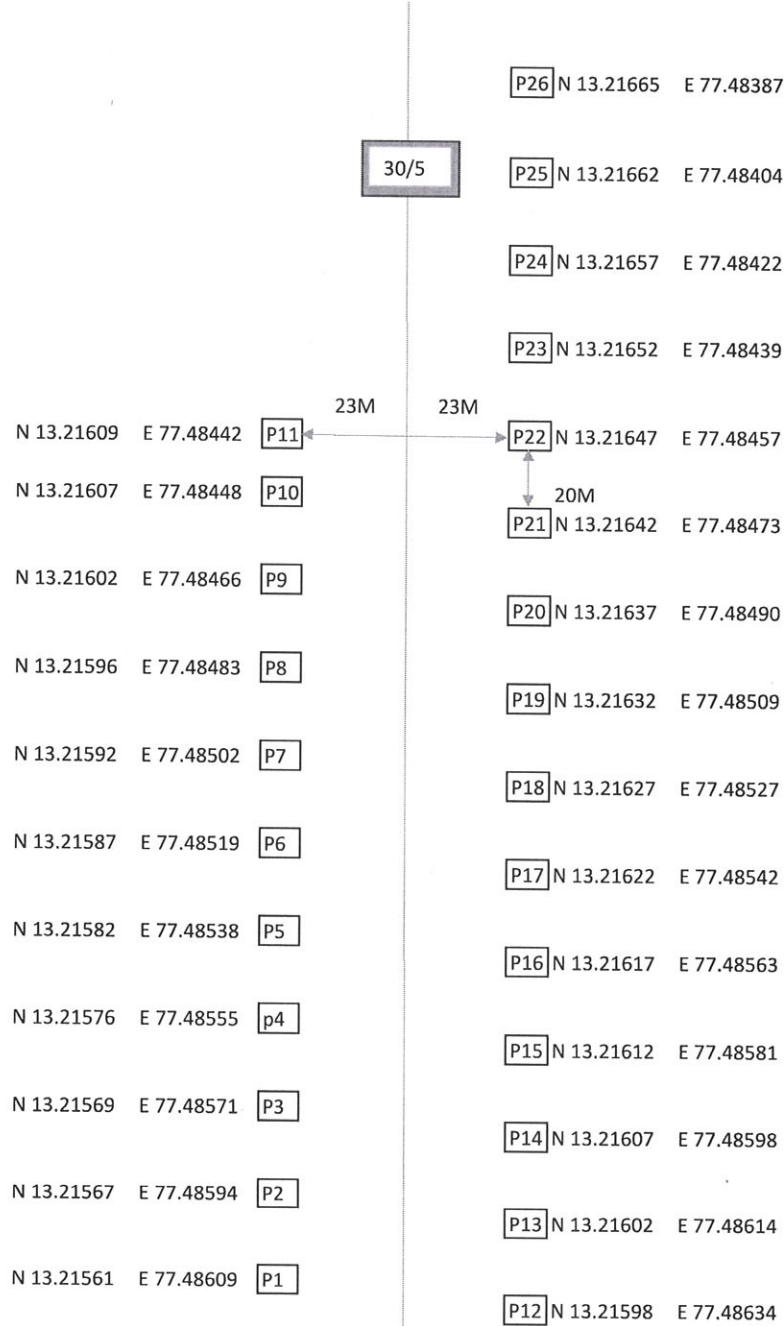 P26 N 13.21665 E 77.48387
30/5
P25 N 13.21662 E 77.48404
P24 N 13.21657 E 77.48422
P23 N 13.21652 E 77.48439
23M 23M
N 13.21609 E 77.48442 P11
P22 N 13.21647 E 77.48457
N 13.21607 E 77.48448 P10
20M
P21 N 13.21642 E 77.48473
N 13.21602 E 77.48466 P9
P20 N 13.21637 E 77.48490
N 13.21596 E 77.48483 P8
P19 N 13.21632 E 77.48509
N 13.21592 E 77.48502 P7
P18 N 13.21627 E 77.48527
N 13.21587 E 77.48519 P6
P17 N 13.21622 E 77.48542
N 13.21582 E 77.48538 P5
P16 N 13.21617 E 77.48563
N 13.21576 E 77.48555 p4
P15 N 13.21612 E 77.48581
N 13.21569 E 77.48571 P3
P14 N 13.21607 E 77.48598
N 13.21567 E 77.48594 P2
P13 N 13.21602 E 77.48614
N 13.21561 E 77.48609 P1
P12 N 13.21598 E 77.48634